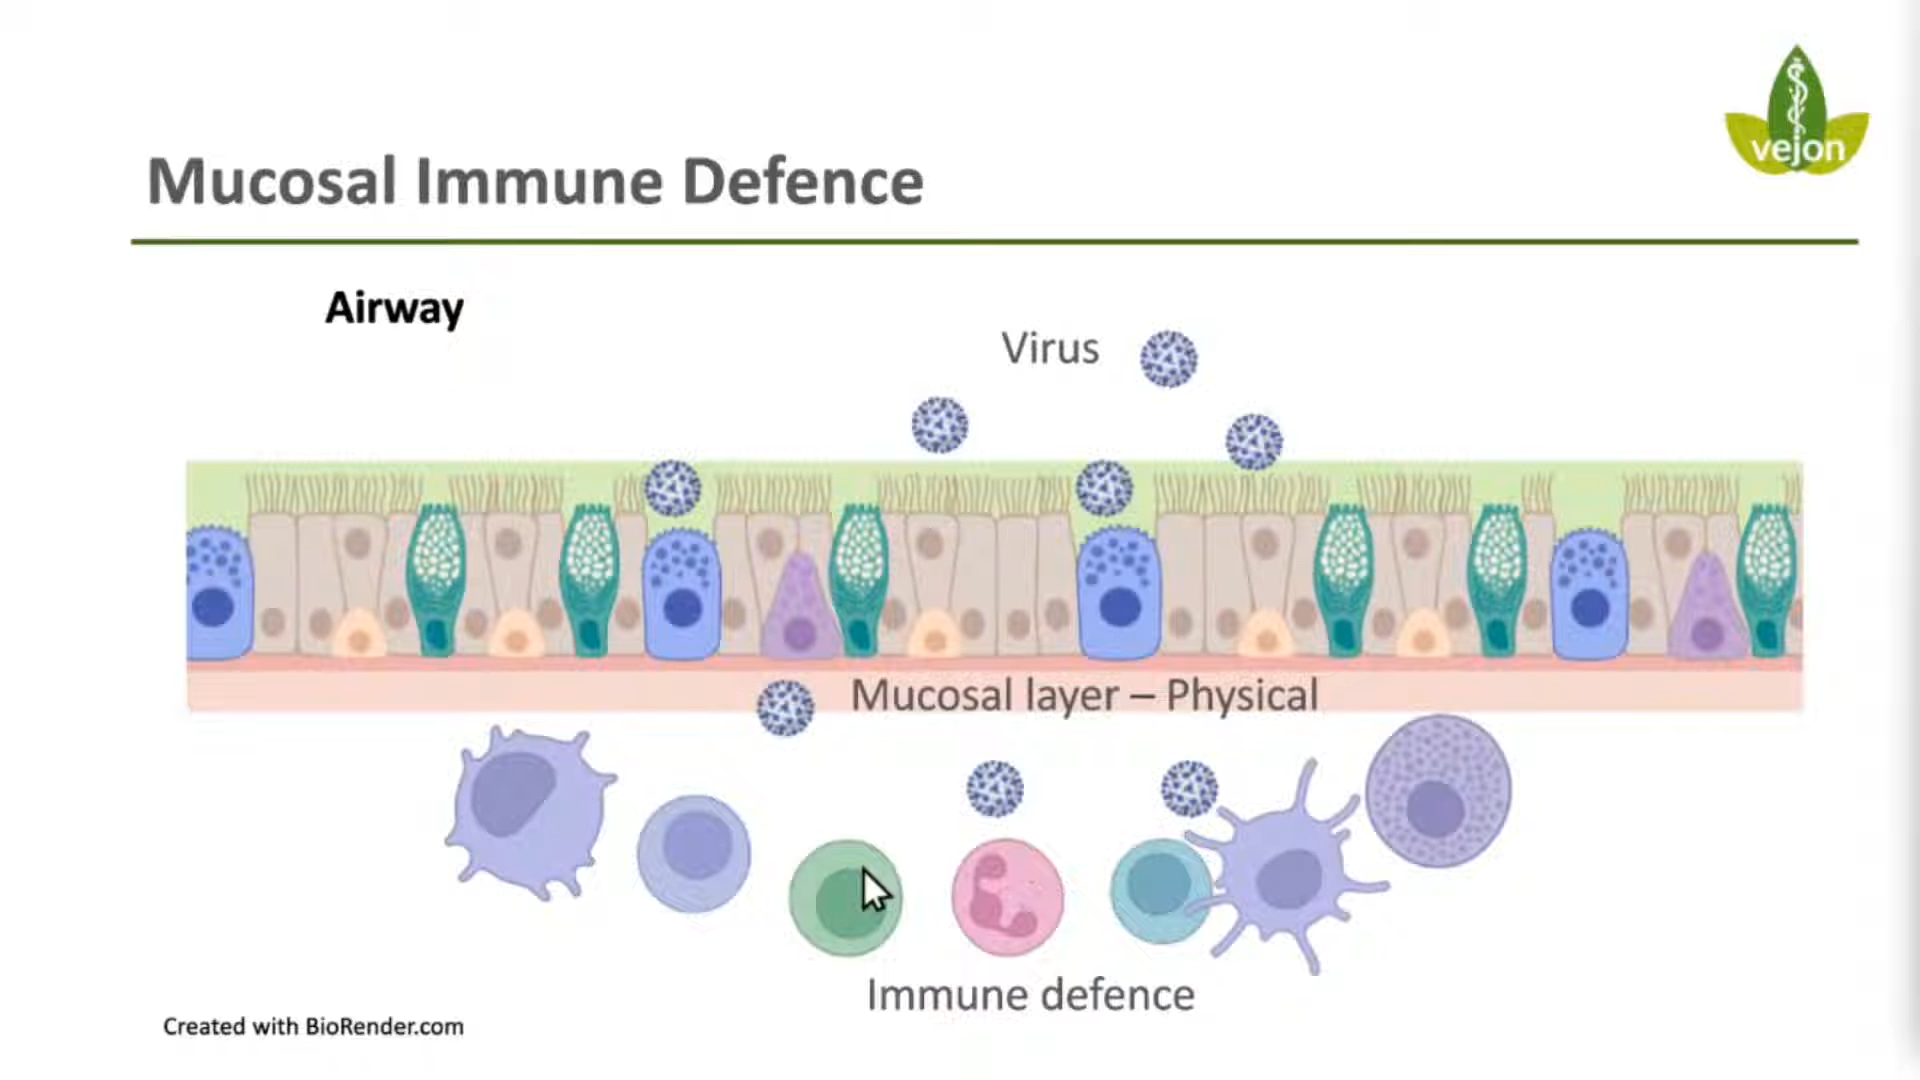 vejon
Mucosal Immune Defence
Airway
Virus
Mucosal layer – Physical
Immune defence
Created with BioRender.com